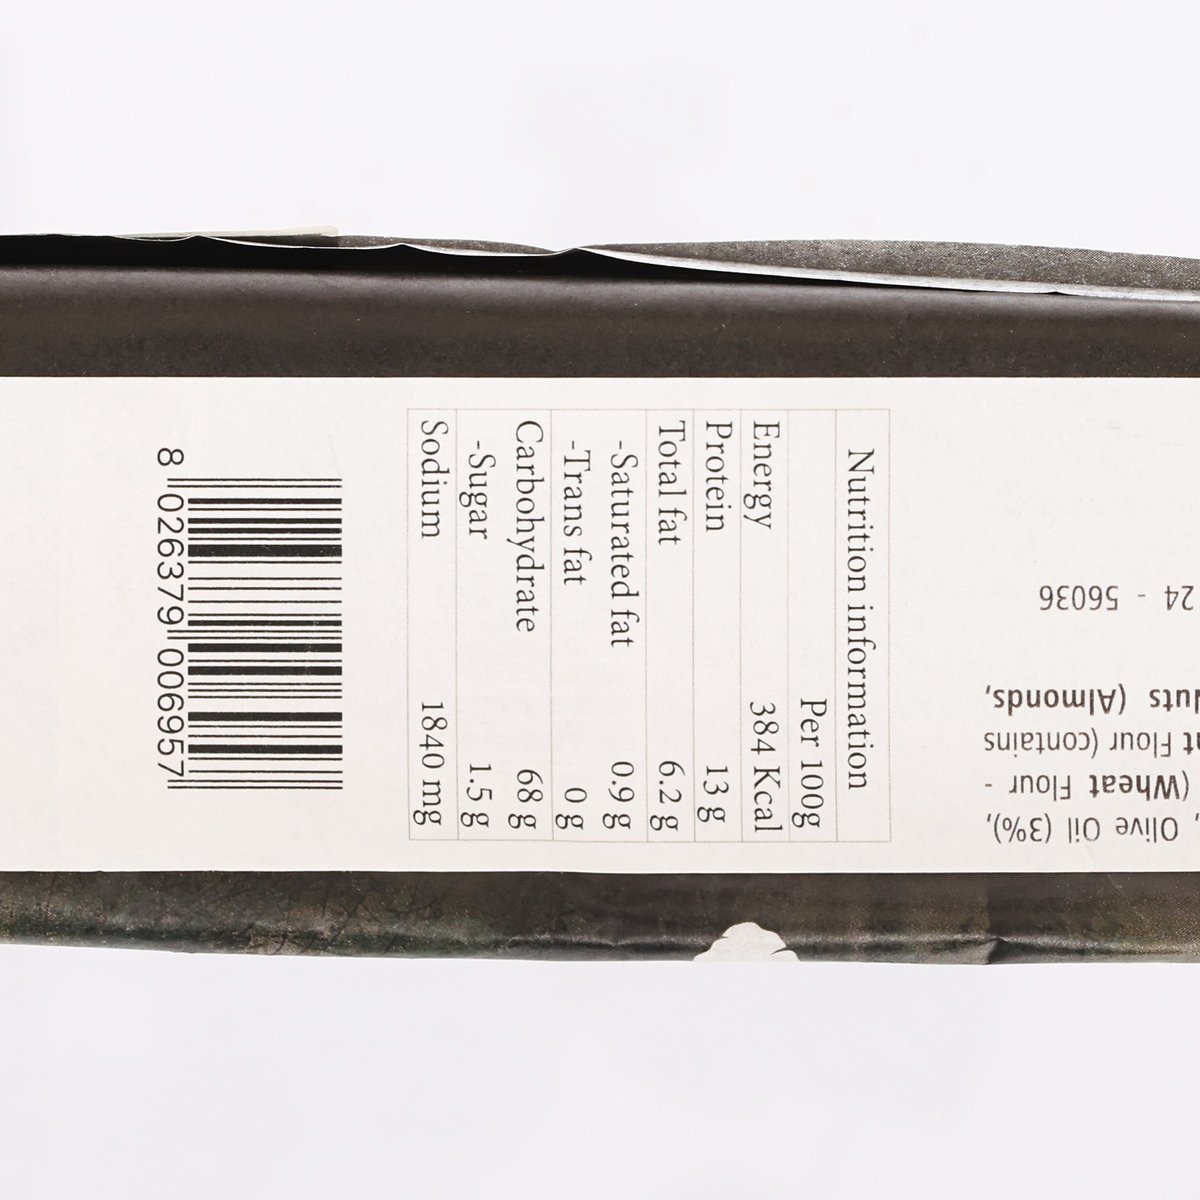 Nutrition information
Per 100g
Energy 384 Kcal
Protein 13 g
Total fat 6.2 g
-Saturated fat 0.9 g
-Trans fat 0 g
Carbohydrate 68 g
-Sugar 1.5 g
Sodium 1840 mg
8 026379 006957
, Olive Oil (3%),
(Wheat Flour -
Flour (contains
(Almonds,
24 - 56036